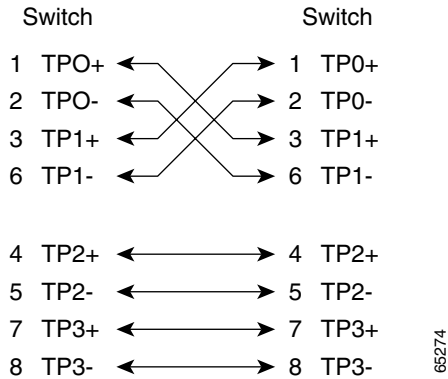 Switch Switch
1 TPO+ 1 TP0+
2 TPO- 2 TP0-
3 TP1+ 3 TP1+
6 TP1- 6 TP1-
4 TP2+ 4 TP2+
5 TP2- 5 TP2-
7 TP3+ 7 TP3+
8 TP3- 8 TP3-
65274